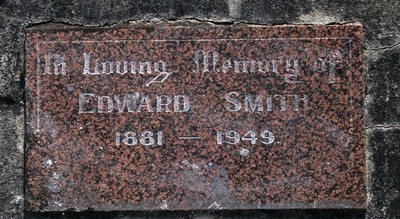 In Loving Memory of
EDWARD SMITH
1881 — 1949.